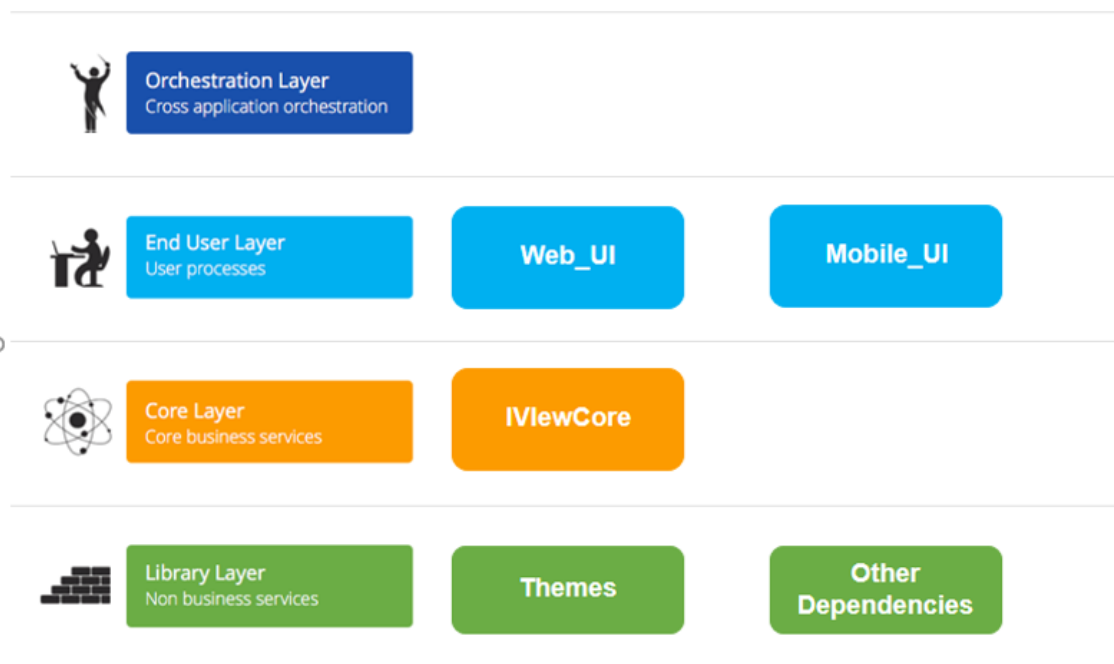 Orchestration Layer
Cross application orchestration
End User Layer
User processes
Web_UI
Mobile_UI
Core Layer
Core business services
IVIewCore
Library Layer
Non business services
Themes
Other
Dependencies